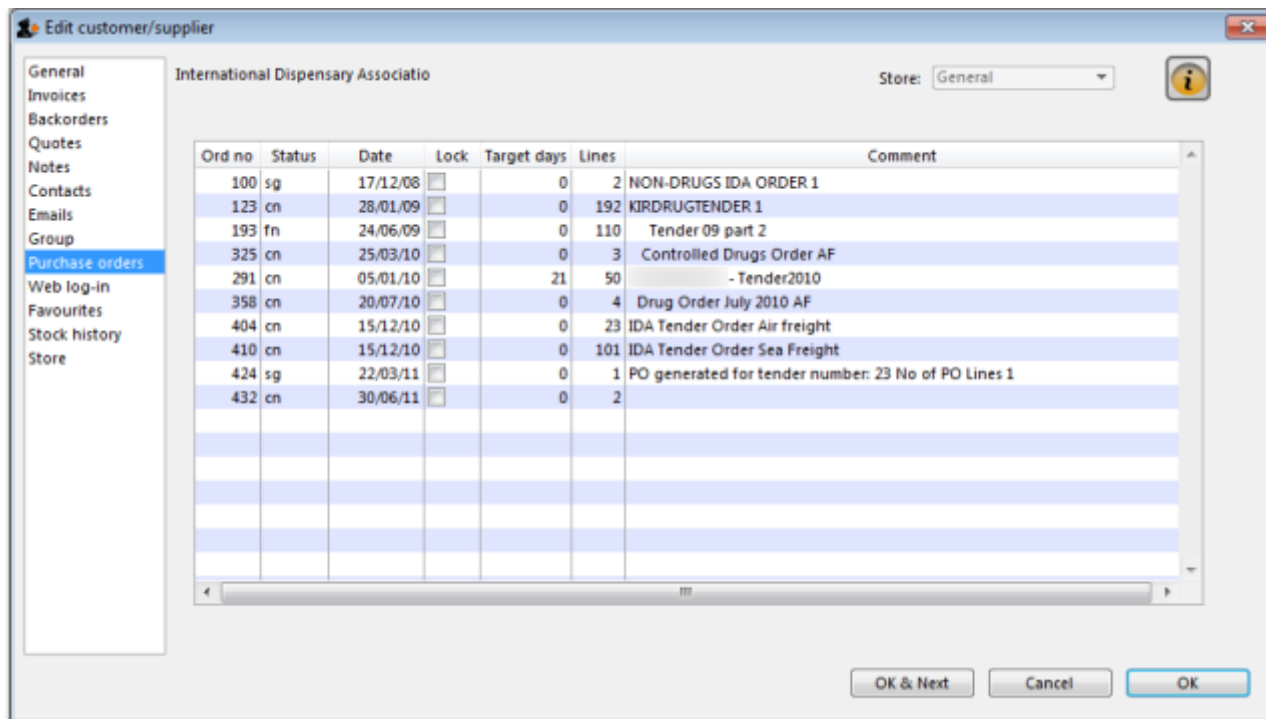 Edit customer/supplier
General
Invoices
Backorders
Quotes
Notes
Contacts
Emails
Group
Purchase orders
Web log-in
Favourites
Stock history
Store
International Dispensary Associatio
Store: General
Ord no Status Date Lock Target days Lines Comment
100 sg 17/12/08 0 2 NON-DRUGS IDA ORDER 1
123 cn 28/01/09 0 192 KIRDRUGTENDER 1
193 fn 24/06/09 0 110 Tender 09 part 2
325 cn 25/03/10 0 3 Controlled Drugs Order AF
291 cn 05/01/10 21 50 - Tender2010
358 cn 20/07/10 0 4 Drug Order July 2010 AF
404 cn 15/12/10 0 23 IDA Tender Order Air freight
410 cn 15/12/10 0 101 IDA Tender Order Sea Freight
424 sg 22/03/11 0 1 PO generated for tender number: 23 No of PO Lines 1
432 cn 30/06/11 0 2
OK & Next Cancel OK